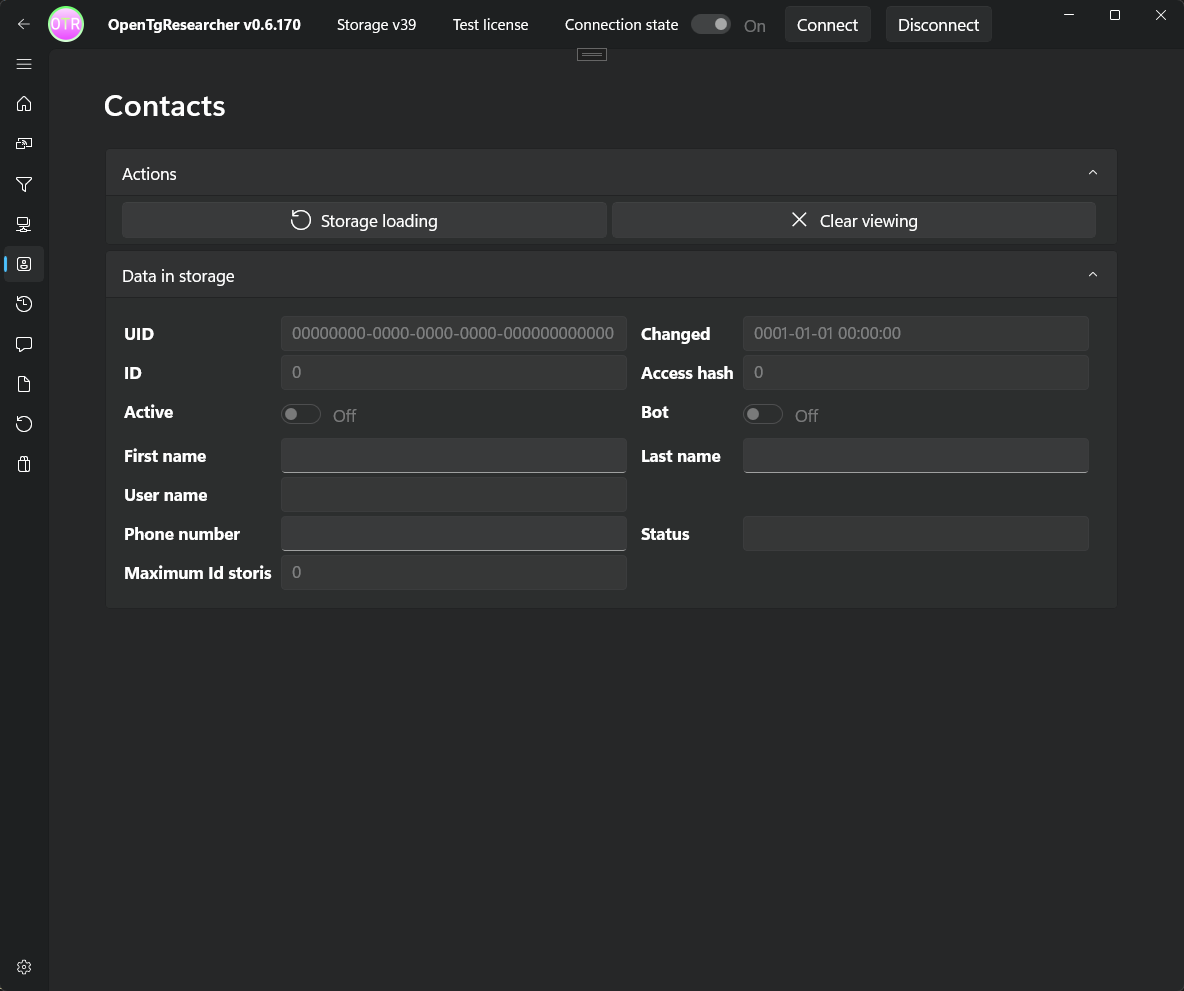 OTR OpenTgResearcher v0.6.170 Storage v39 Test license Connection state On Connect Disconnect
Contacts
Actions
Storage loading Clear viewing
Data in storage
UID 00000000-0000-0000-0000-000000000000 Changed 0001-01-01 00:00:00
ID 0 Access hash 0
Active Off Bot Off
First name Last name
User name
Phone number Status
Maximum Id storis 0